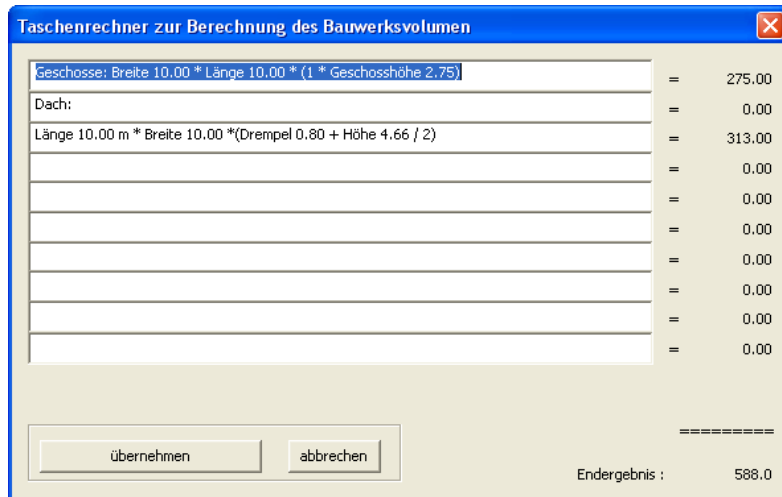 Taschenrechner zur Berechnung des Bauwerksvolumen
Geschosse: Breite 10.00 * Länge 10.00 * (1 * Geschosshöhe 2.75) = 275.00
Dach: = 0.00
Länge 10.00 m * Breite 10.00 *(Drempel 0.80 + Höhe 4.66 / 2) = 313.00
= 0.00
= 0.00
= 0.00
= 0.00
= 0.00
= 0.00
= 0.00
=========
übernehmen abbrechen
Endergebnis : 588.0